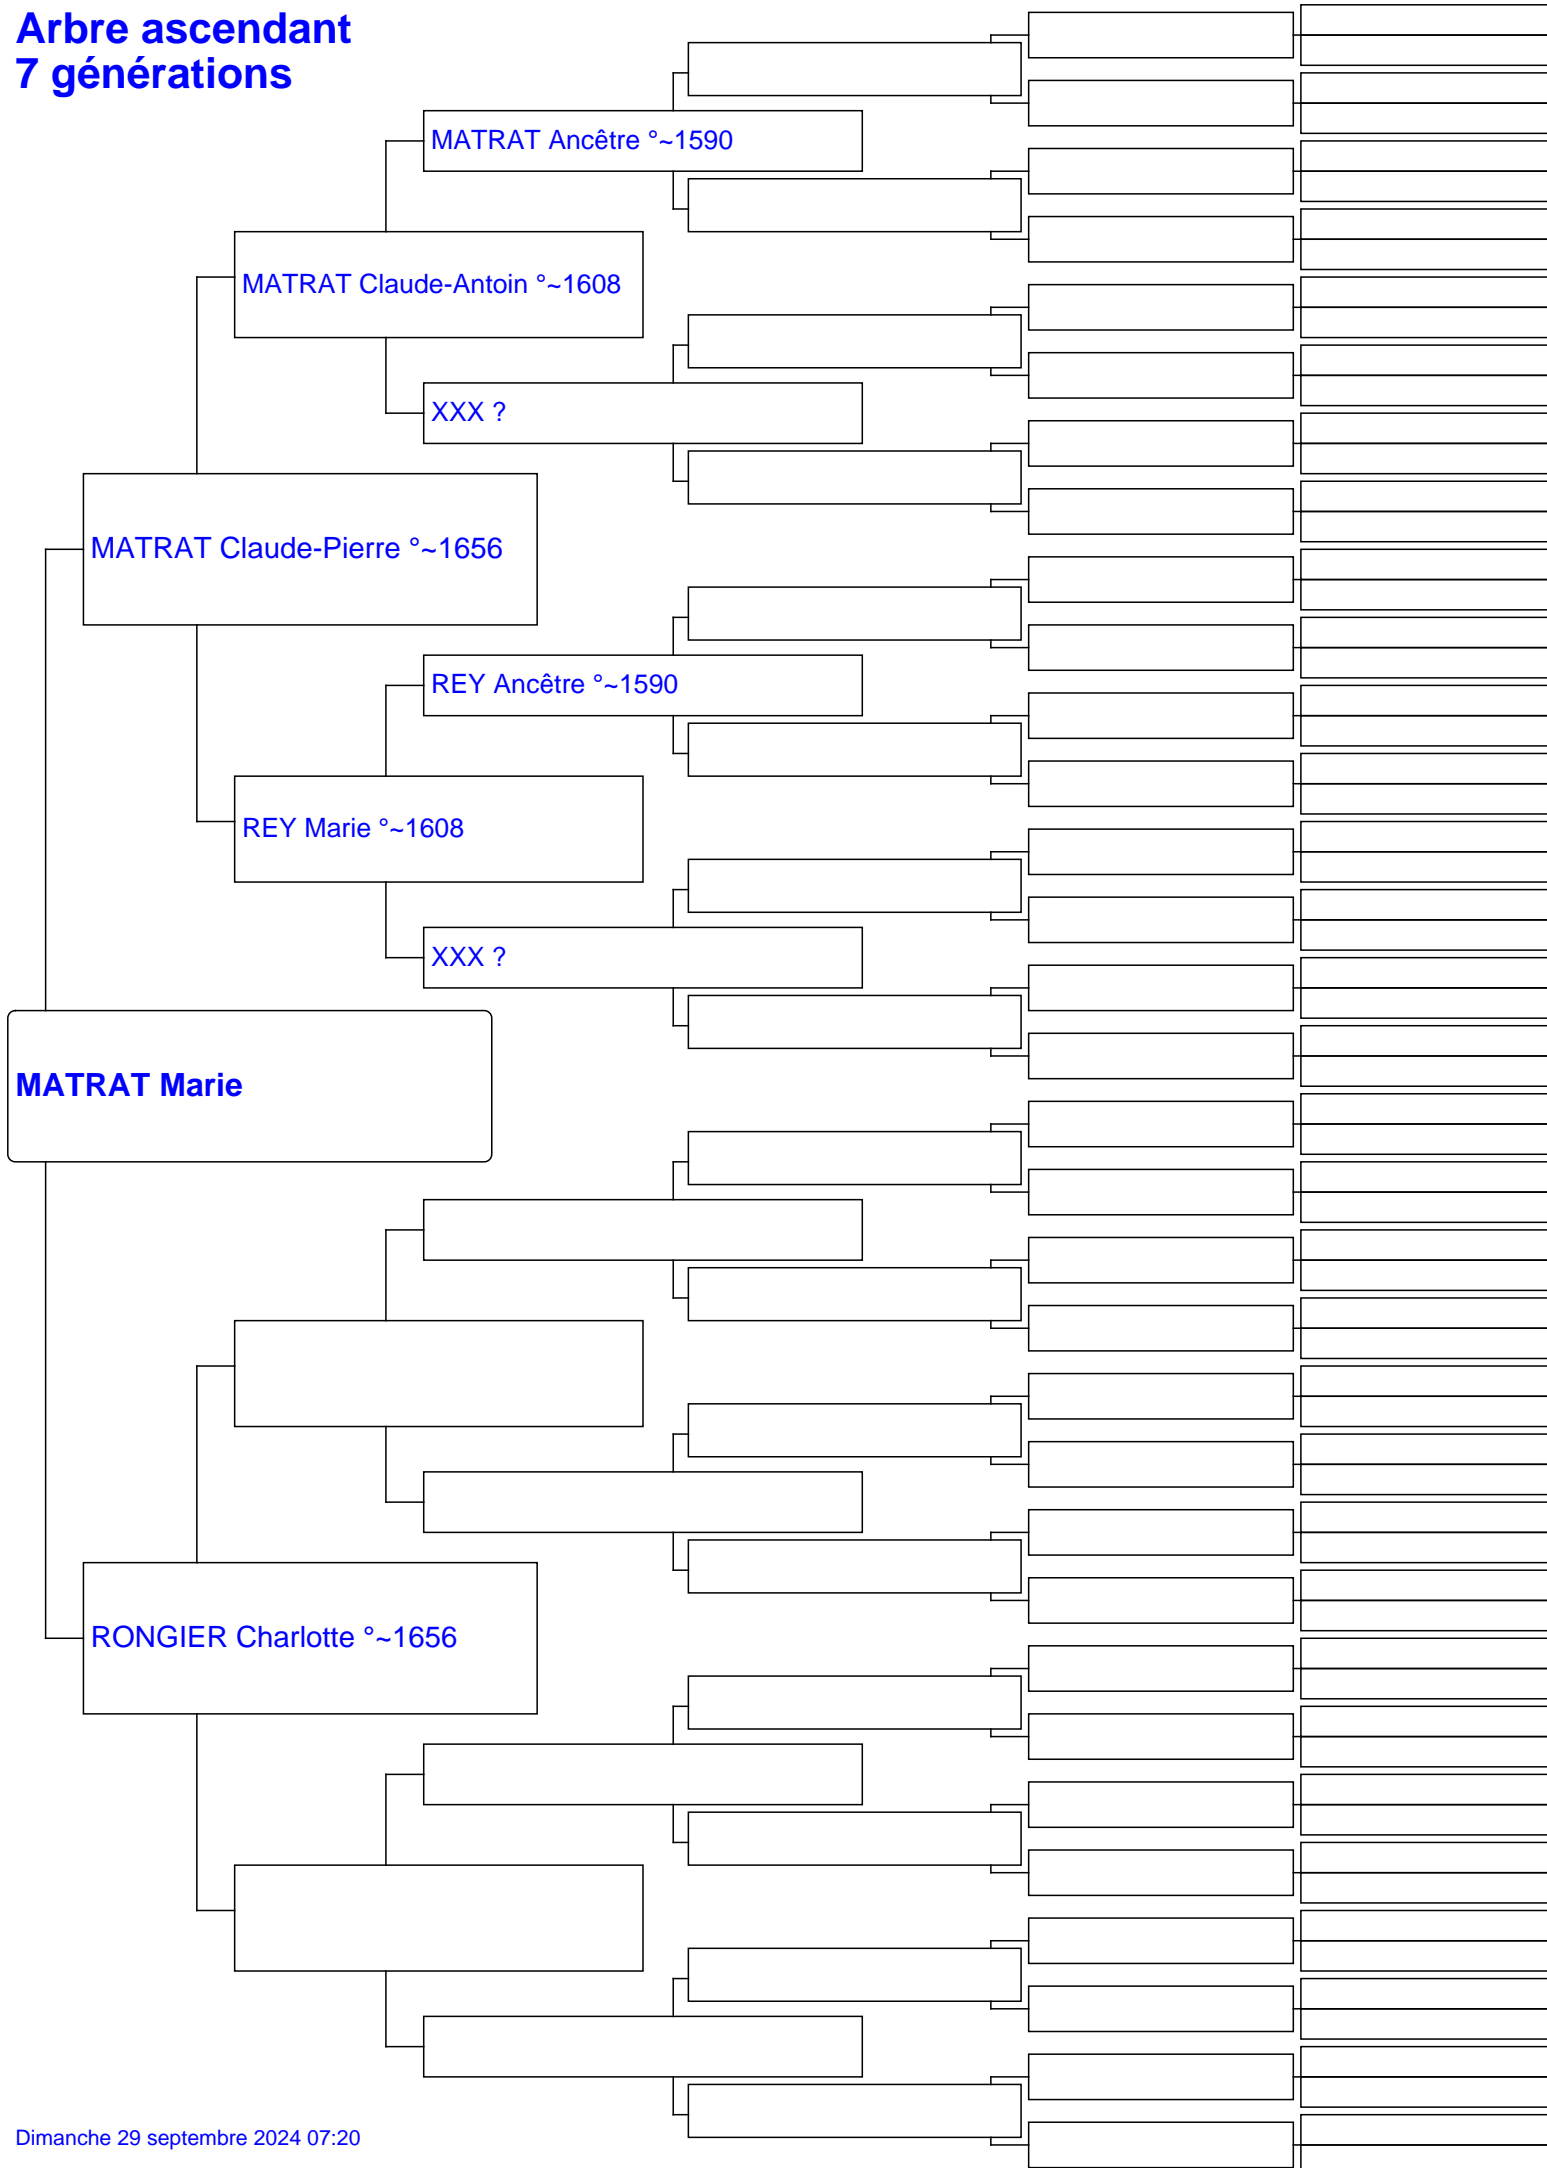 Arbre ascendant
7 générations
MATRAT Ancêtre °~1590
MATRAT Claude-Antoin °~1608
XXX ?
MATRAT Claude-Pierre °~1656
REY Ancêtre °~1590
REY Marie °~1608
XXX ?
MATRAT Marie
RONGIER Charlotte °~1656
Dimanche 29 septembre 2024 07:20